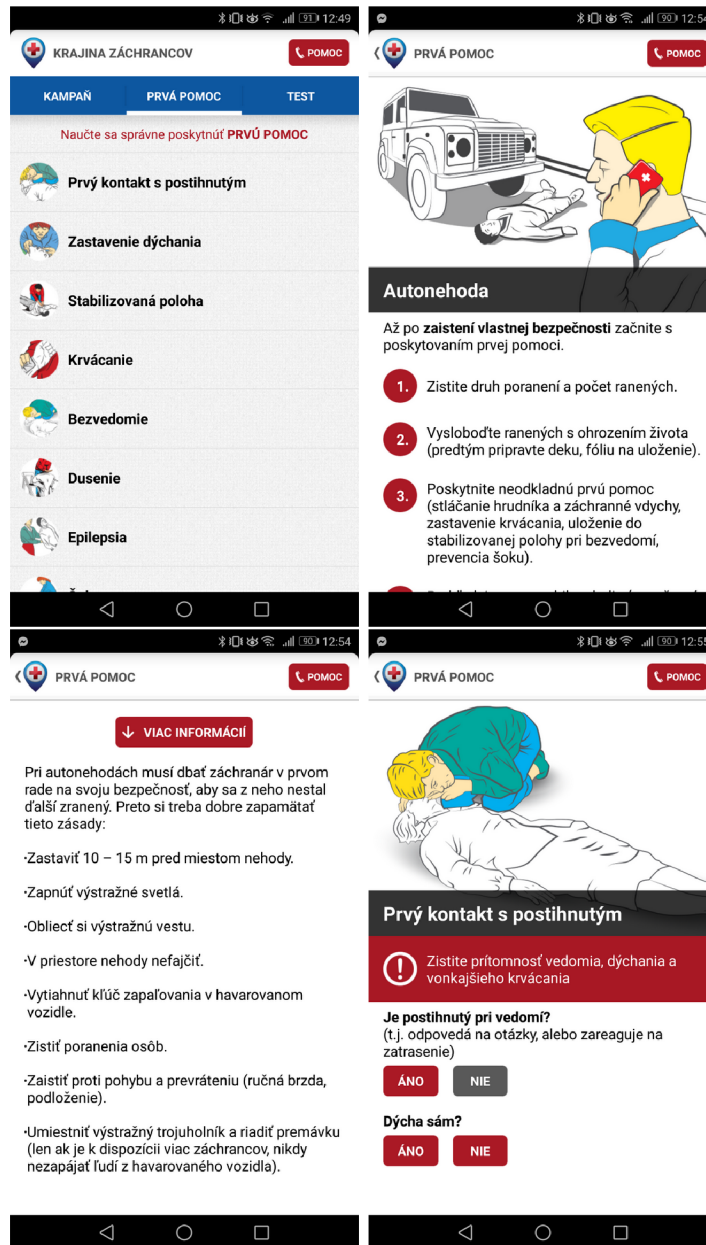 93 12:49
KRAJINA ZÁCHRANCOV
POMOC
KAMPAŇ PRVÁ POMOC TEST
Naučte sa správne poskytnúť PRVÚ POMOC
Prvý kontakt s postihnutým
Zastavenie dýchania
Stabilizovaná poloha
Krvácanie
Bezvedomie
Dusenie
Epilepsia
90 12:54
PRVÁ POMOC
POMOC
Autonehoda
Až po zaistení vlastnej bezpečnosti začnite s
poskytovaním prvej pomoci.
1. Zistite druh poranení a počet ranených.
2. Vysloboďte ranených s ohrozením života
(predtým pripravte deku, fóliu na uloženie).
3. Poskytnite neodkladnú prvú pomoc
(stláčanie hrudníka a záchranné vdychy,
zastavenie krvácania, uloženie do
stabilizovanej polohy pri bezvedomí,
prevencia šoku).
90 12:54
PRVÁ POMOC
POMOC
VIAC INFORMÁCIÍ
Pri autonehodách musí dbať záchranár v prvom
rade na svoju bezpečnosť, aby sa z neho nestal
ďalší zranený. Preto si treba dobre zapamätať
tieto zásady:
·Zastaviť 10 – 15 m pred miestom nehody.
·Zapnúť výstražné svetlá.
·Obliecť si výstražnú vestu.
·V priestore nehody nefajčiť.
·Vytiahnuť kľúč zapaľovania v havarovanom
vozidle.
·Zistiť poranenia osôb.
·Zaistiť proti pohybu a prevráteniu (ručná brzda,
podloženie).
·Umiestniť výstražný trojuholník a riadiť premávku
(len ak je k dispozícii viac záchrancov, nikdy
nezapájať ľudí z havarovaného vozidla).
90 12:55
PRVÁ POMOC
POMOC
Prvý kontakt s postihnutým
Zistite prítomnosť vedomia, dýchania a
vonkajšieho krvácania
Je postihnutý pri vedomí?
(t.j. odpovedá na otázky, alebo zareaguje na
zatrasenie)
ÁNO NIE
Dýcha sám?
ÁNO NIE